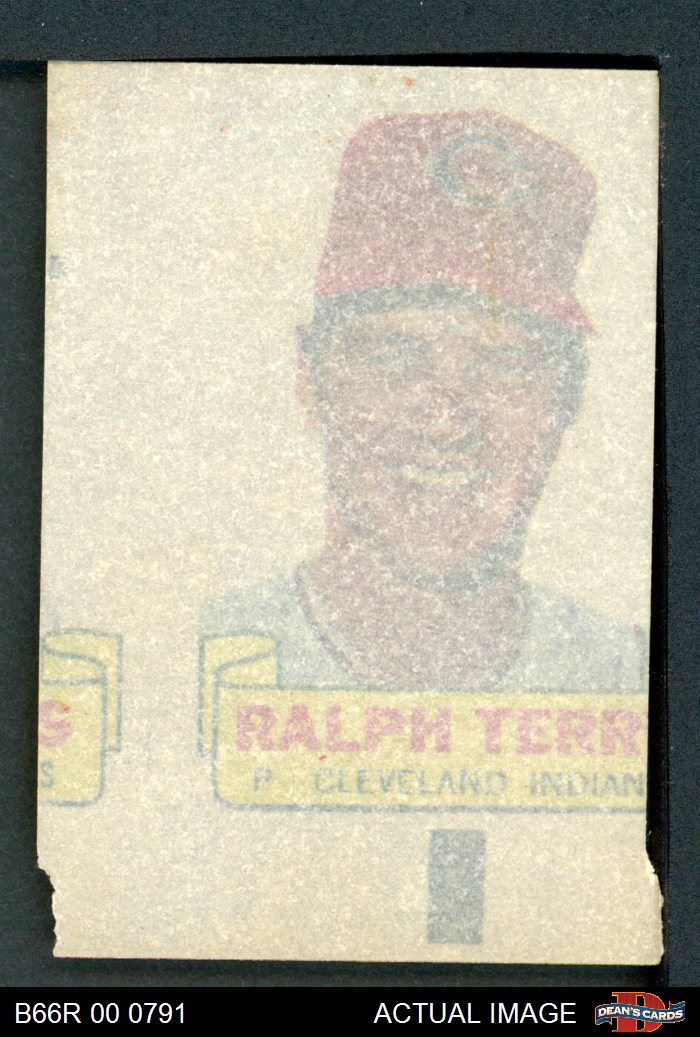 C
S
RALPH TERR
S
P CLEVELAND INDIAN
B66R 00 0791
ACTUAL IMAGE
D
DEAN'S CARDS